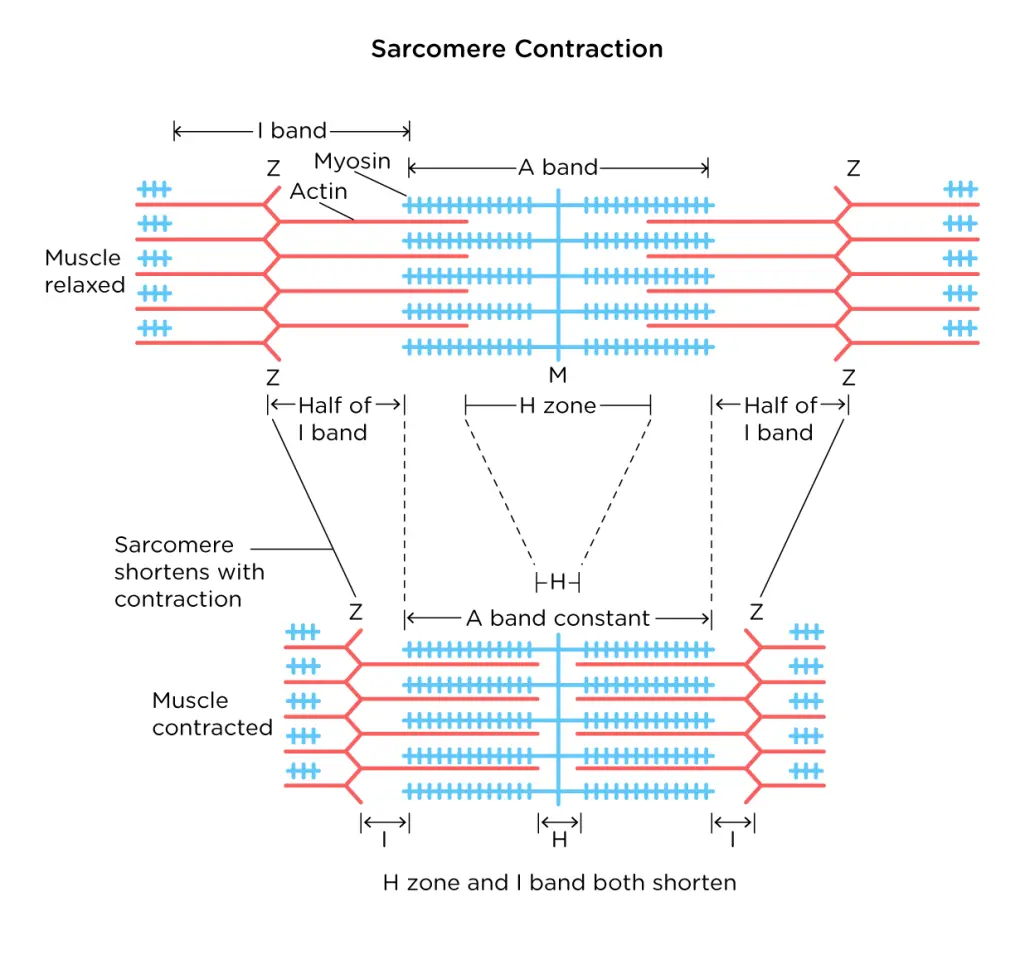 Sarcomere Contraction
I band
Z
Myosin
A band
Z
Actin
Muscle
relaxed
Z
M
Z
Half of
I band
H zone
Half of
I band
Sarcomere
shortens with
contraction
H
Z
A band constant
Z
Muscle
contracted
I
H
I
H zone and I band both shorten